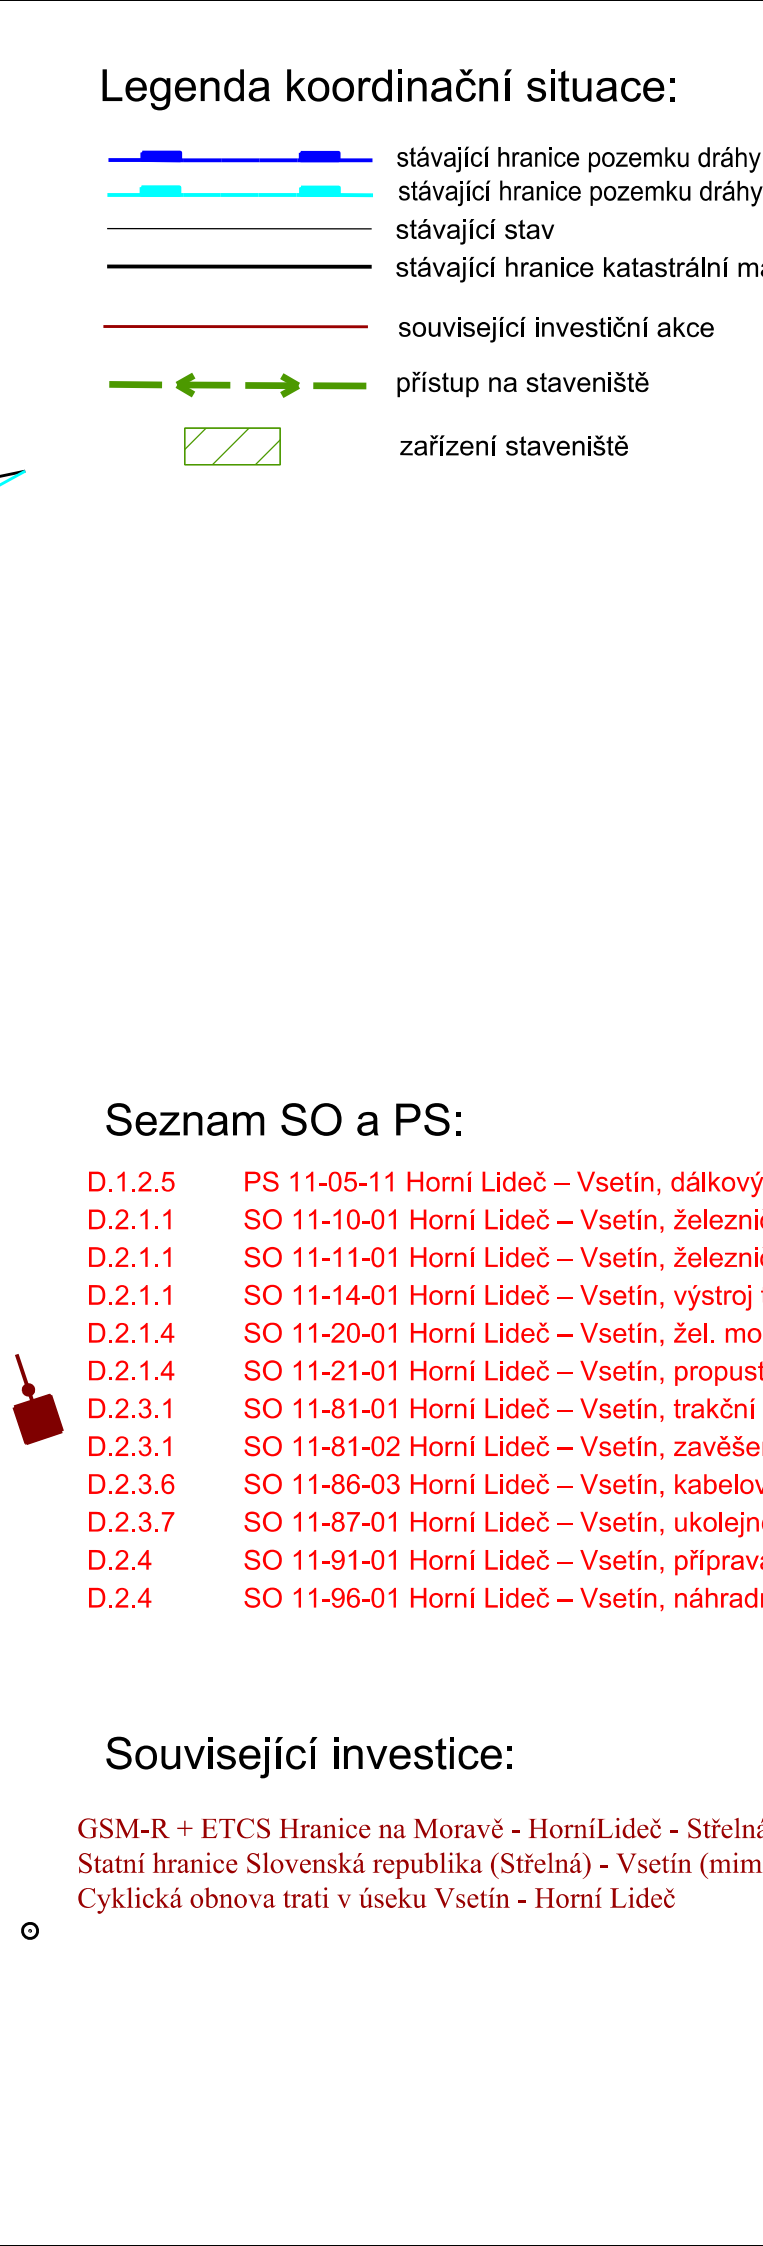 Legenda koordinační situace:
stávající hranice pozemku dráhy
stávající hranice pozemku dráhy
stávající stav
stávající hranice katastrální
související investiční akce
přístup na staveniště
zařízení staveniště
Seznam SO a PS:
D.1.2.5 PS 11-05-11 Horní Lideč – Vsetín, dálkový
D.2.1.1 SO 11-10-01 Horní Lideč – Vsetín,
D.2.1.1 SO 11-11-01 Horní Lideč – Vsetín,
D.2.1.1 SO 11-14-01 Horní Lideč – Vsetín, výstroj
D.2.1.4 SO 11-20-01 Horní Lideč – Vsetín, žel.
D.2.1.4 SO 11-21-01 Horní Lideč – Vsetín, propust
D.2.3.1 SO 11-81-01 Horní Lideč – Vsetín, trakční
D.2.3.1 SO 11-81-02 Horní Lideč – Vsetín,
D.2.3.6 SO 11-86-03 Horní Lideč – Vsetín,
D.2.3.7 SO 11-87-01 Horní Lideč – Vsetín,
D.2.4 SO 11-91-01 Horní Lideč – Vsetín, příprava
D.2.4 SO 11-96-01 Horní Lideč – Vsetín,
Související investice:
GSM-R + ETCS Hranice na Moravě - HorníLideč - Střelná
Statní hranice Slovenská republika (Střelná) - Vsetín
Cyklická obnova trati v úseku Vsetín - Horní Lideč